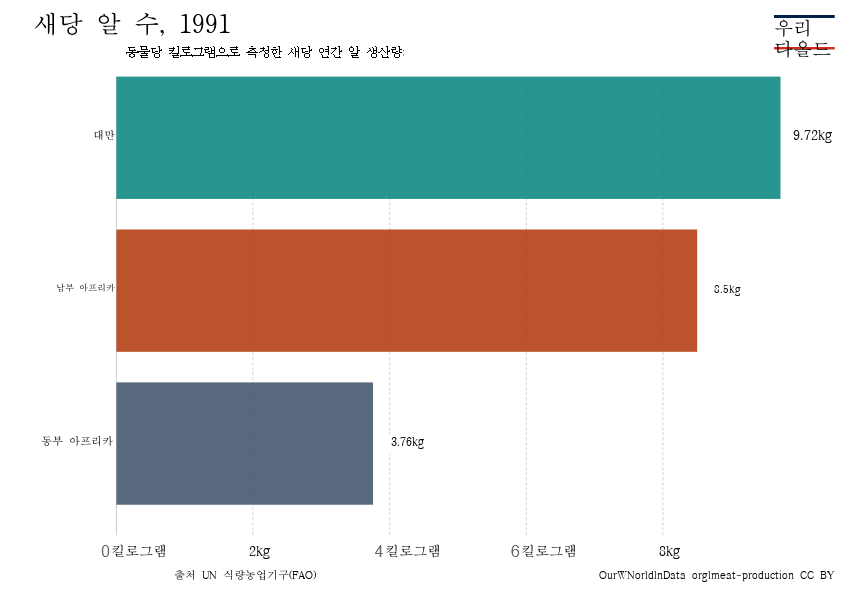 새당 알 수, 1991
동물당 킬로그램으로 측정한 새당 연간 알 생산량
우리
다울드
대만
9.72kg
남부 아프리카
8.5kg
동부 아프리카
3.76kg
0킬로그램 2kg 4킬로그램 6킬로그램 8kg
출처 UN 식량농업기구(FAO)
OurWNorldInData orglmeat-production CC BY